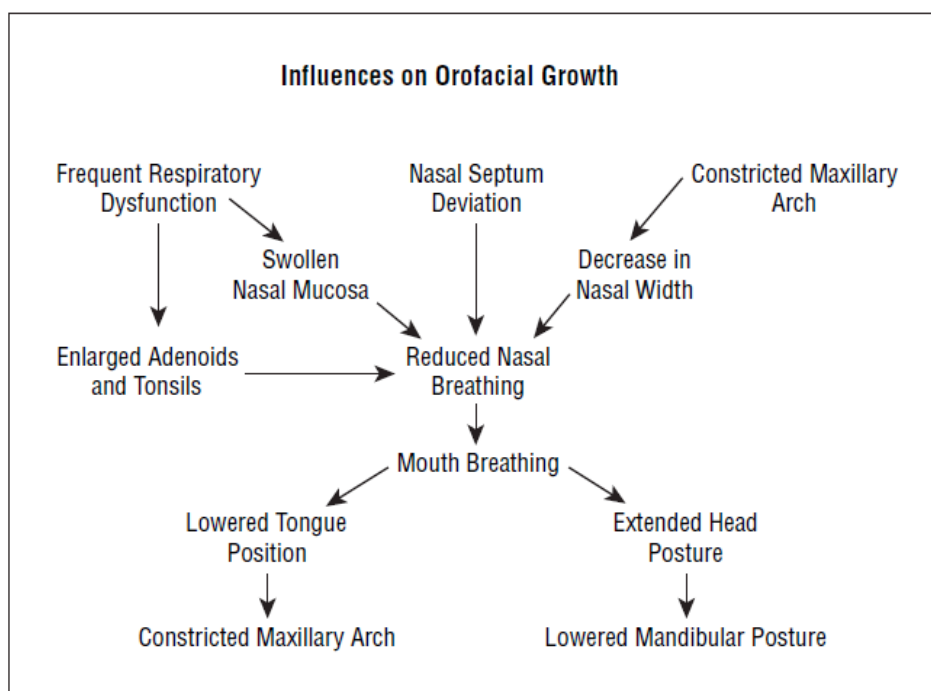 Influences on Orofacial Growth
Frequent Respiratory
Dysfunction
Nasal Septum
Deviation
Constricted Maxillary
Arch
Swollen
Nasal Mucosa
Decrease in
Nasal Width
Enlarged Adenoids
and Tonsils
Reduced Nasal
Breathing
Mouth Breathing
Lowered Tongue
Position
Extended Head
Posture
Constricted Maxillary Arch
Lowered Mandibular Posture